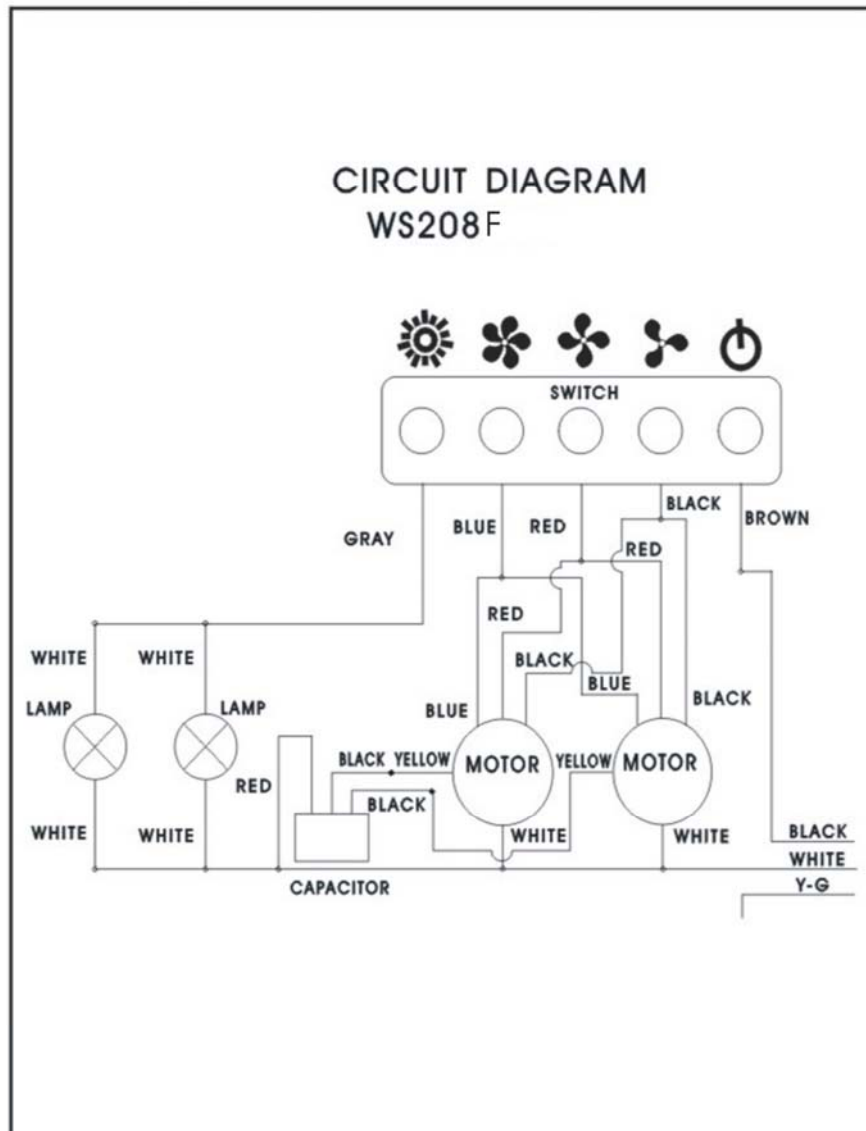 CIRCUIT DIAGRAM
WS208F
SWITCH
BLACK
BLUE
RED
BROWN
GRAY
RED
RED
WHITE
WHITE
BLACK
BLUE
BLACK
LAMP
LAMP
BLUE
BLACK YELLOW
MOTOR
YELLOW
MOTOR
RED
BLACK
WHITE
WHITE
WHITE
WHITE
BLACK
WHITE
CAPACITOR
Y-G